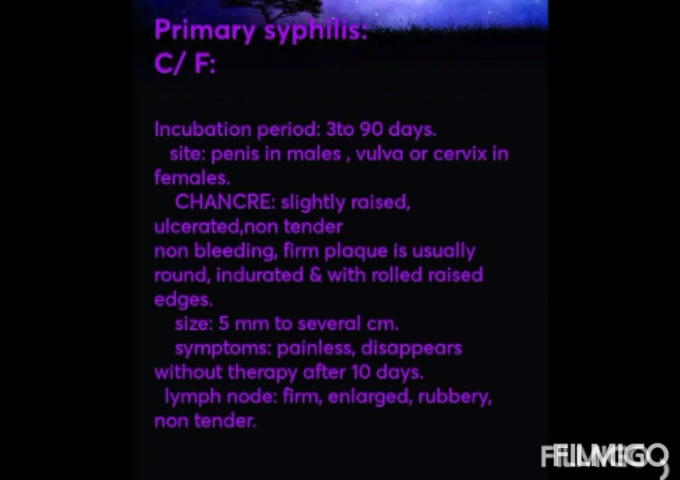 Primary syphilis:
C/ F:
Incubation period: 3to 90 days.
site: penis in males , vulva or cervix in
females.
CHANCRE: slightly raised,
ulcerated,non tender
non bleeding, firm plaque is usually
round, indurated & with rolled raised
edges.
size: 5 mm to several cm.
symptoms: painless, disappears
without therapy after 10 days.
lymph node: firm, enlarged, rubbery,
non tender.
FILMIGO